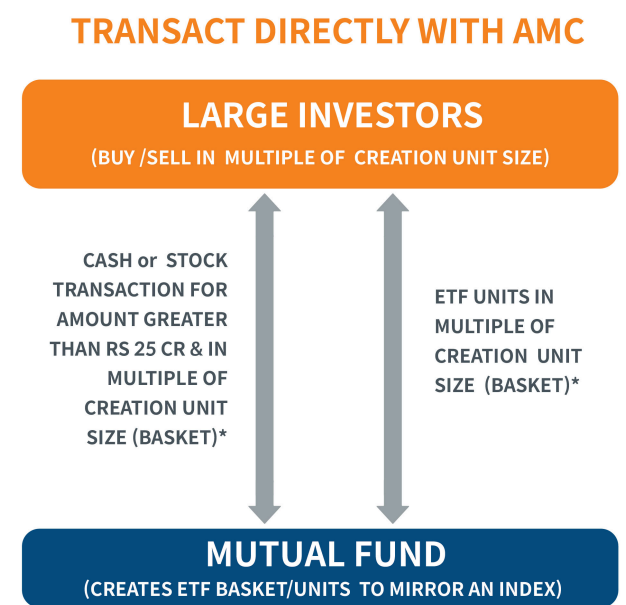 TRANSACT DIRECTLY WITH AMC
LARGE INVESTORS
(BUY /SELL IN MULTIPLE OF CREATION UNIT SIZE)
CASH or STOCK
TRANSACTION FOR
AMOUNT GREATER
THAN RS 25 CR & IN
MULTIPLE OF
CREATION UNIT
SIZE (BASKET)*
ETF UNITS IN
MULTIPLE OF
CREATION UNIT
SIZE (BASKET)*
MUTUAL FUND
(CREATES ETF BASKET/UNITS TO MIRROR AN INDEX)